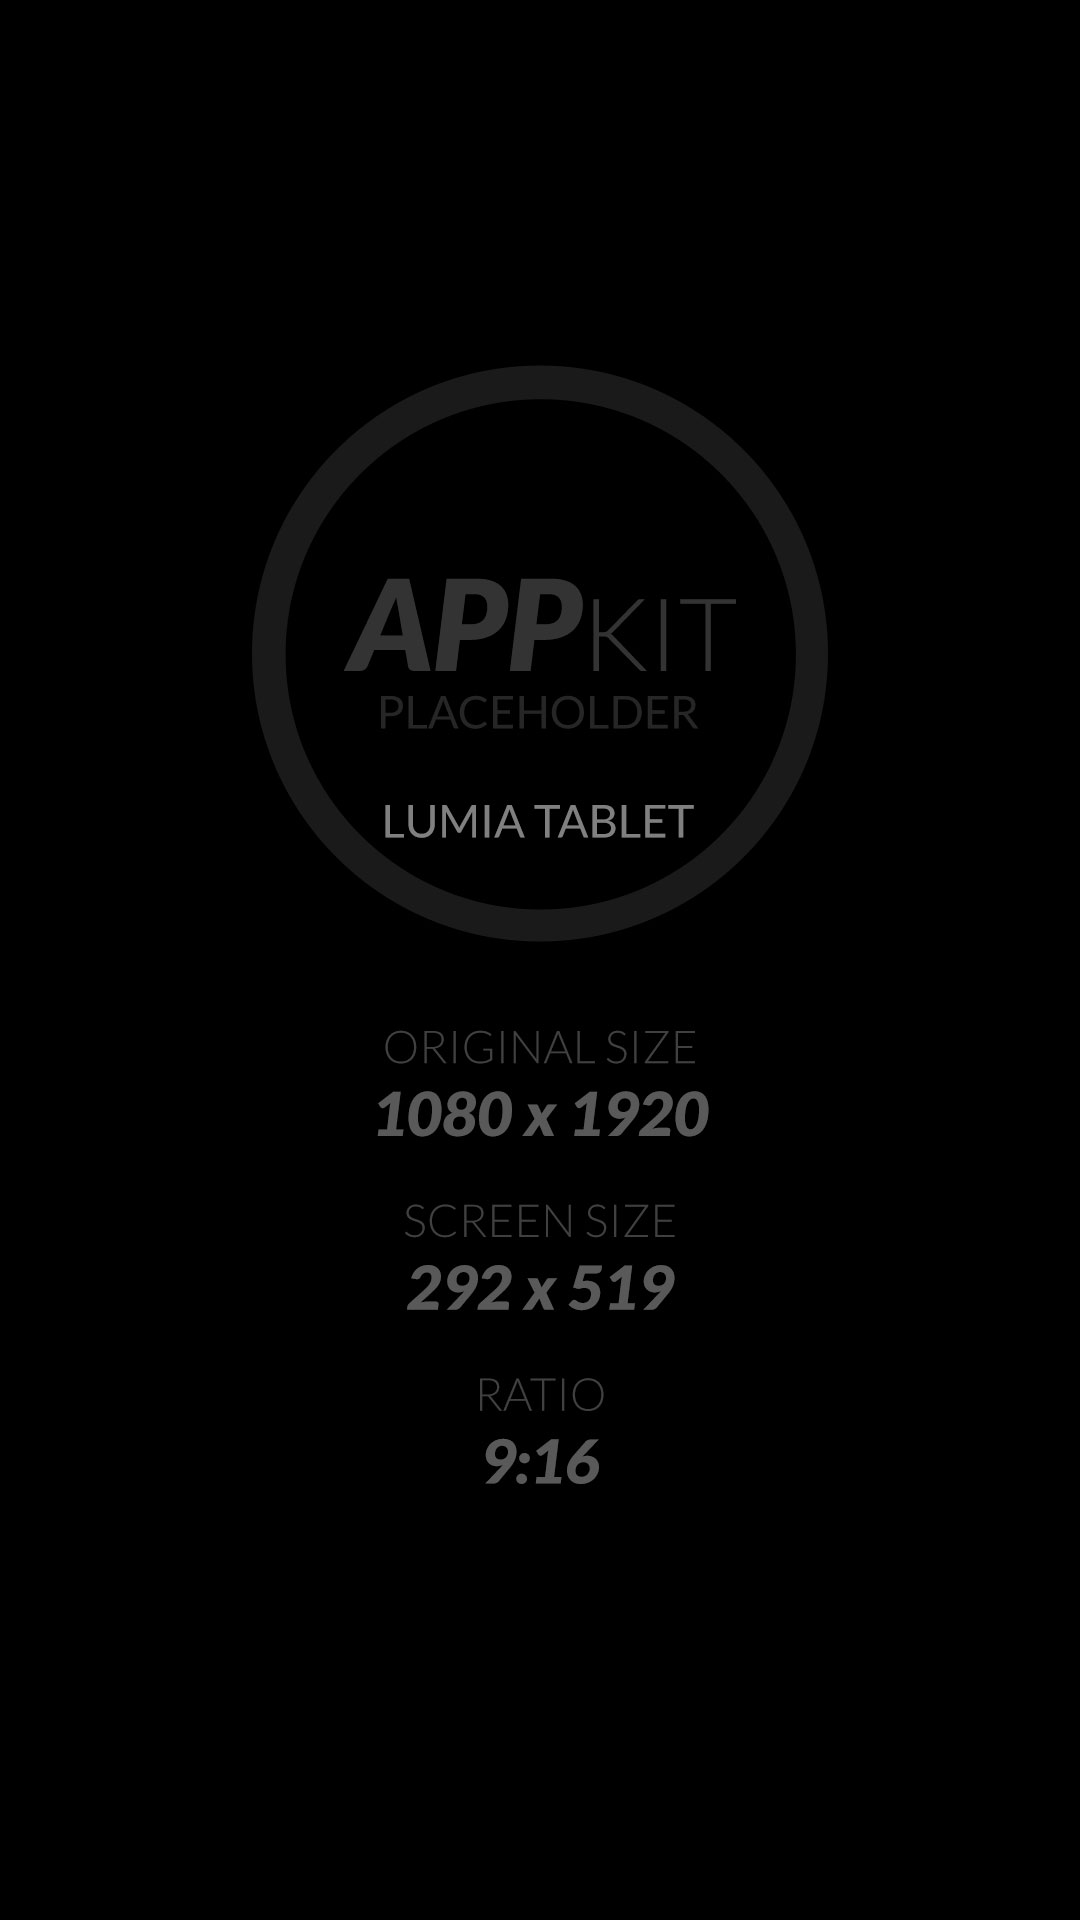 APPKIT
PLACEHOLDER
LUMIA TABLET
ORIGINAL SIZE
1080 x 1920
SCREEN SIZE
292 x 519
RATIO
9:16